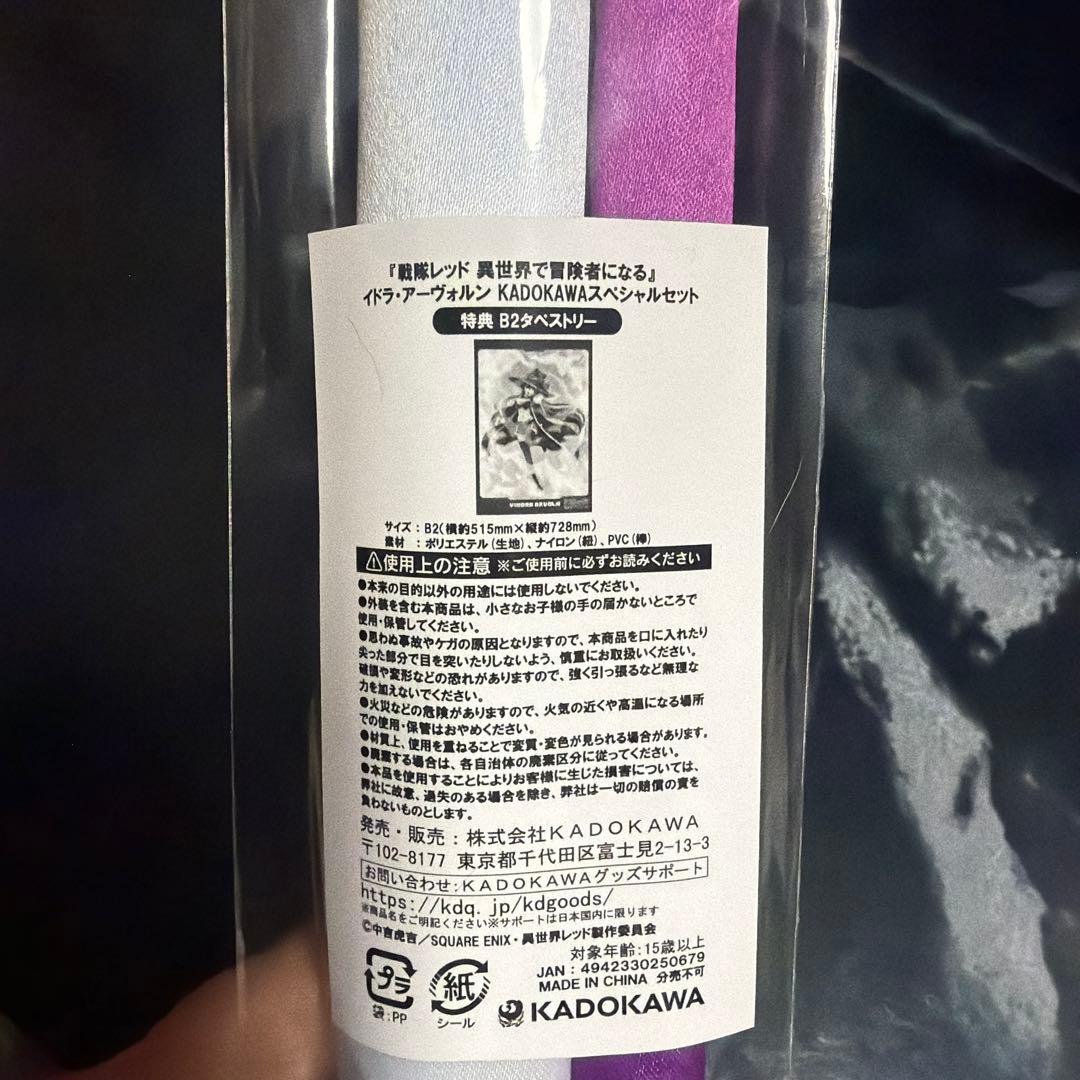 『戦隊レッド 異世界で冒険者になる』
イドラ・アーヴォルン KADOKAWAスペシャルセット
特典 B2タペストリー
サイズ : B2(横約515mm×縦約728mm)
素材 : ポリエステル(生地)、ナイロン(紐)、PVC(棒)
⚠使用上の注意 ※ご使用前に必ずお読みください
●本来の目的以外の用途には使用しないでください。
●外装を含む本商品は、小さなお子様の手の届かないところで
使用・保管してください。
●思わぬ事故やケガの原因となりますので、本商品を口に入れたり
尖った部分で目を突いたりしないよう、慎重にお取扱いください。
破損や変形などの恐れがありますので、強く引っ張るなど無理な
力を加えないでください。
●火災などの危険がありますので、火気の近くや高温になる場所
での使用・保管はおやめください。
●材質上、使用を重ねることで変質・変色が見られる場合があります。
●廃棄する場合は、各自治体の廃棄区分に従ってください。
●本品を使用することによりお客様に生じた損害については、
弊社に故意、過失のある場合を除き、弊社は一切の賠償の責を
負わないものとします。
発売・販売:株式会社KADOKAWA
〒102-8177 東京都千代田区富士見2-13-3
お問い合わせ:KADOKAWAグッズサポート
https://kdq.jp/kdgoods/
※商品名をご明記ください※サポートは日本国内に限ります
©中吉虎吉/SQUARE ENIX・異世界レッド製作委員会
対象年齢:15歳以上
JAN : 4942330250679
MADE IN CHINA 分売不可
プラ
袋:PP
紙
シール
KADOKAWA